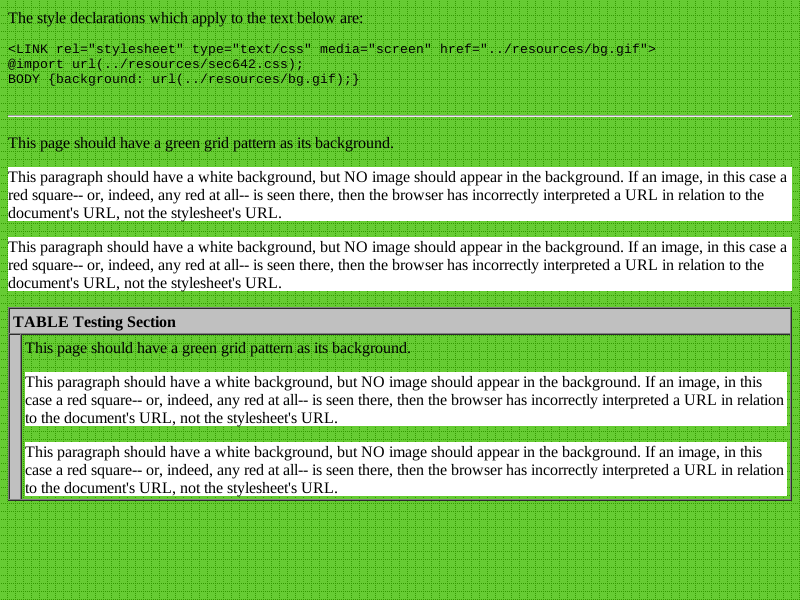 The style declarations which apply to the text below are:
<LINK rel="stylesheet" type="text/css" media="screen" href="../resources/bg.gif">
@import url(../resources/sec642.css);
BODY {background: url(../resources/bg.gif);}
This page should have a green grid pattern as its background.
This paragraph should have a white background, but NO image should appear in the background. If an image, in this case a
red square-- or, indeed, any red at all-- is seen there, then the browser has incorrectly interpreted a URL in relation to the
document's URL, not the stylesheet's URL.
This paragraph should have a white background, but NO image should appear in the background. If an image, in this case a
red square-- or, indeed, any red at all-- is seen there, then the browser has incorrectly interpreted a URL in relation to the
document's URL, not the stylesheet's URL.
TABLE Testing Section
This page should have a green grid pattern as its background.
This paragraph should have a white background, but NO image should appear in the background. If an image, in this
case a red square-- or, indeed, any red at all-- is seen there, then the browser has incorrectly interpreted a URL in relation
to the document's URL, not the stylesheet's URL.
This paragraph should have a white background, but NO image should appear in the background. If an image, in this
case a red square-- or, indeed, any red at all-- is seen there, then the browser has incorrectly interpreted a URL in relation
to the document's URL, not the stylesheet's URL.